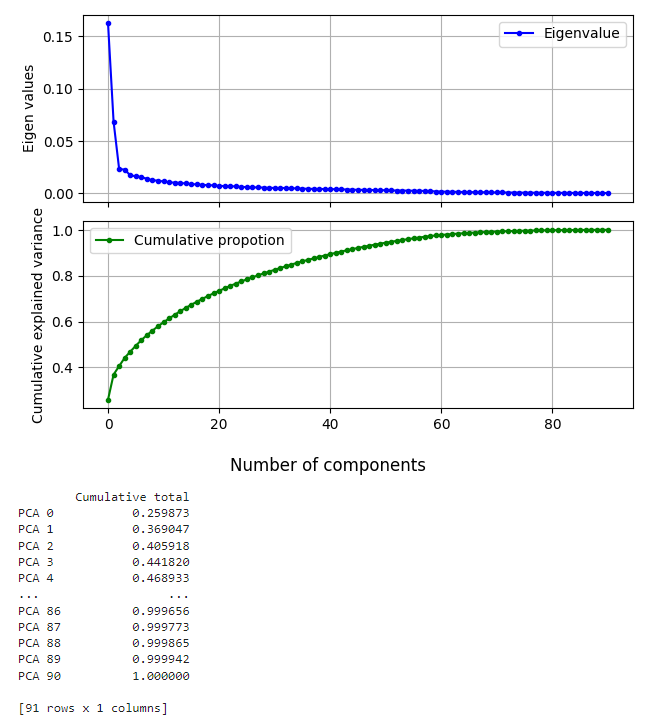 Eigen values
0.15
0.10
0.05
0.00
Eigenvalue
Cumulative explained variance
1.0
0.8
0.6
0.4
Cumulative propotion
0 20 40 60 80
Number of components
Cumulative total
PCA 0 0.259873
PCA 1 0.369047
PCA 2 0.405918
PCA 3 0.441820
PCA 4 0.468933
... ...
PCA 86 0.999656
PCA 87 0.999773
PCA 88 0.999865
PCA 89 0.999942
PCA 90 1.000000
[91 rows x 1 columns]